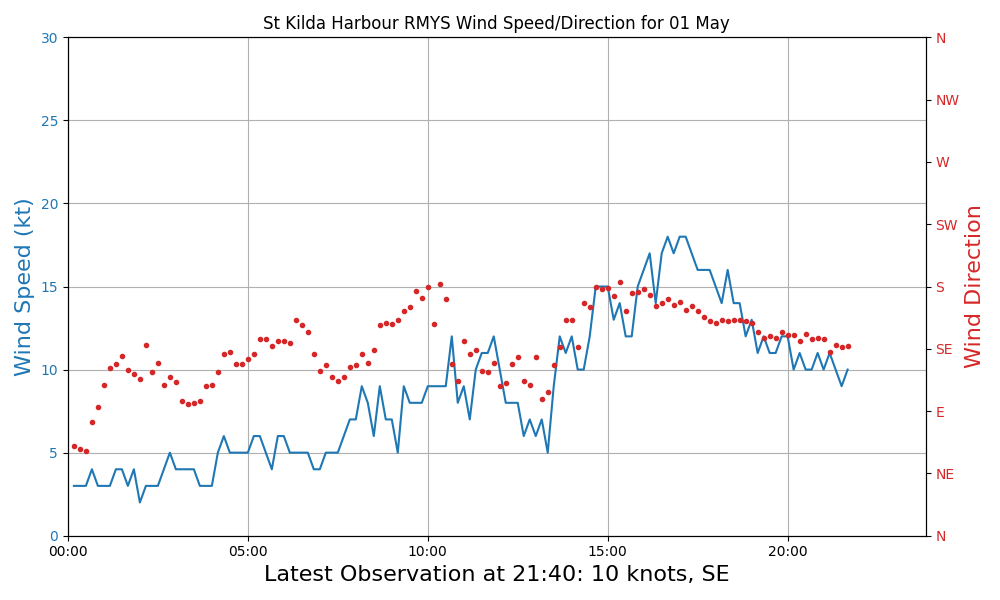 St Kilda Harbour RMYS Wind Speed/Direction for 01 May
30
25
20
15
10
5
0
Wind Speed (kt)
N
NW
W
SW
S
SE
E
NE
N
Wind Direction
00:00 05:00 10:00 15:00 20:00
Latest Observation at 21:40: 10 knots, SE